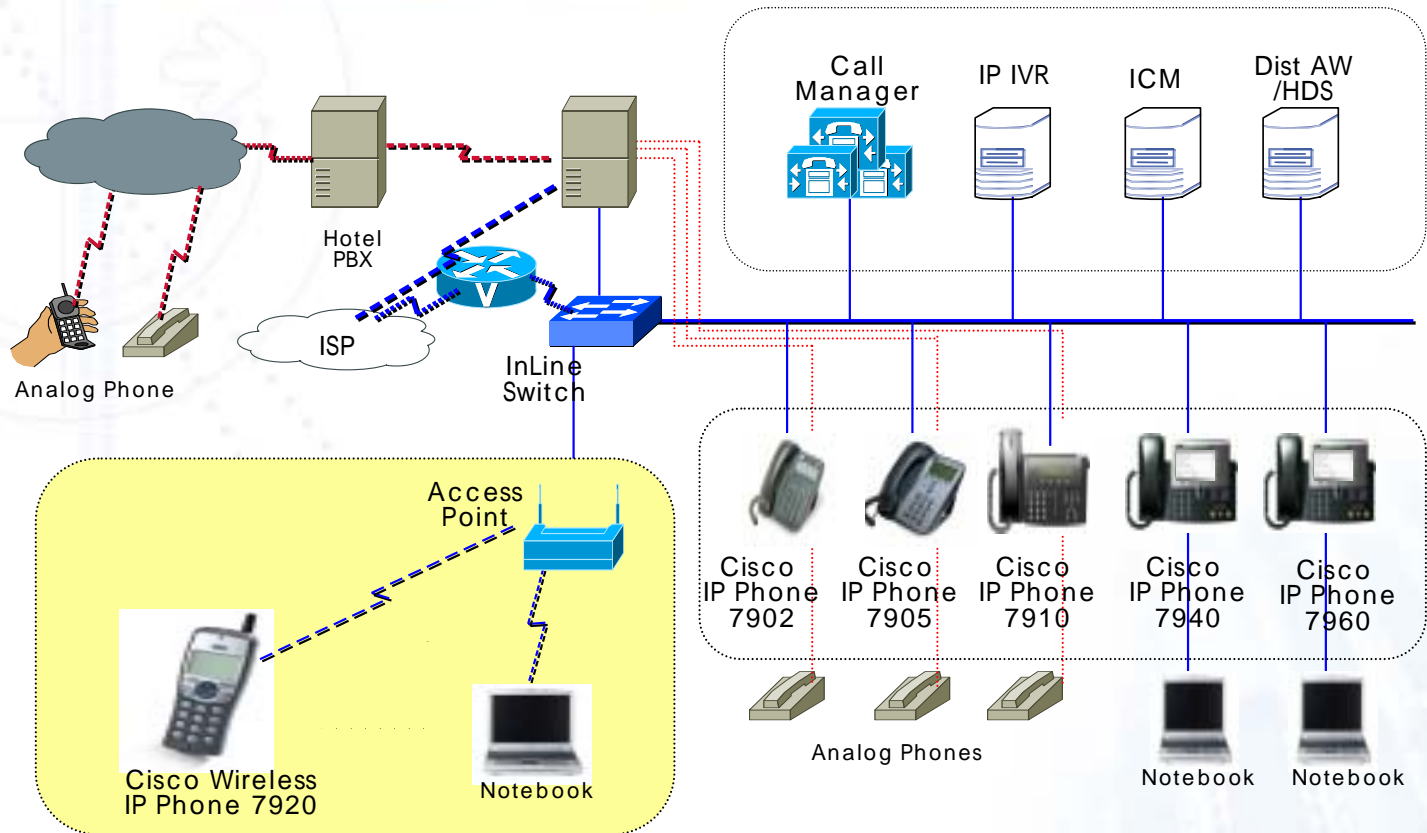 Call
Manager
IP IVR
ICM
Dist AW
/HDS
Hotel
PBX
V
ISP
InLine
Switch
Analog Phone
Access
Point
Cisco
IP Phone
7902
Cisco
IP Phone
7905
Cisco
IP Phone
7910
Cisco
IP Phone
7940
Cisco
IP Phone
7960
Cisco Wireless
IP Phone 7920
Notebook
Analog Phones
Notebook
Notebook